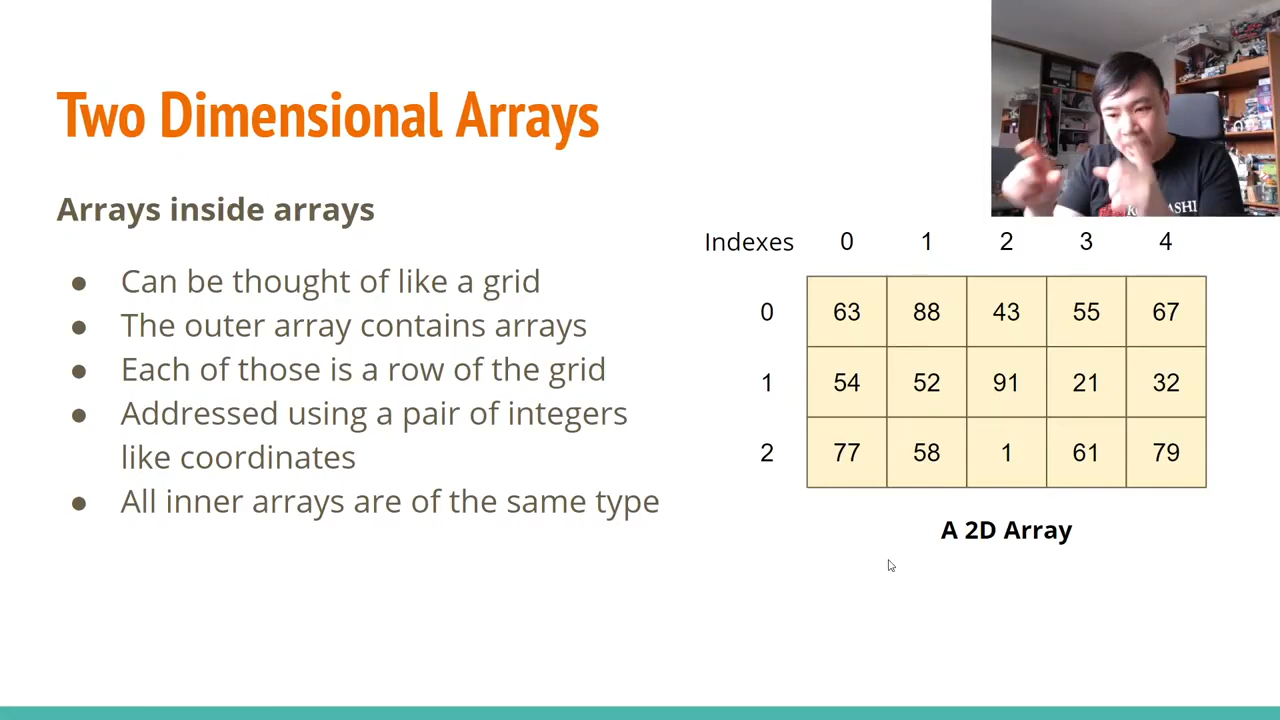 Two Dimensional Arrays
Arrays inside arrays
● Can be thought of like a grid
● The outer array contains arrays
● Each of those is a row of the grid
● Addressed using a pair of integers
like coordinates
● All inner arrays are of the same type
SHI
Indexes 0 1 2 3 4
0 63 88 43 55 67
1 54 52 91 21 32
2 77 58 1 61 79
A 2D Array